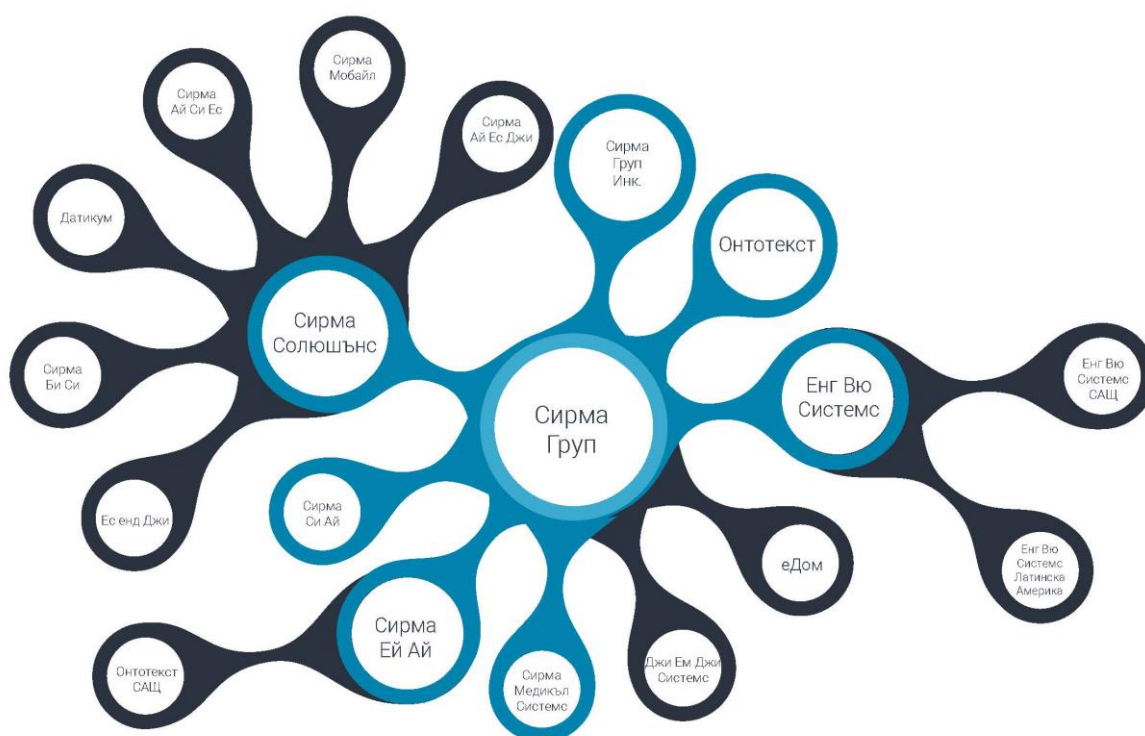 Сирма
Мобайл
Сирма
Ай Си Ес
Сирма
Ай Ес Джи
Сирма
Груп
Инк.
Датикум
Онтотекст
Сирма
Солюшънс
Сирма
Би Си
Енг Вю
Системс
Енг Вю
Системс
САЩ
Сирма
Груп
Ес енд Джи
Сирма
Си Ай
еДом
Енг Вю
Системс
Латинска
Америка
Сирма
Ей Ай
Онтотекст
САЩ
Сирма
Медикъл
Системс
Джи Ем Джи
Системс